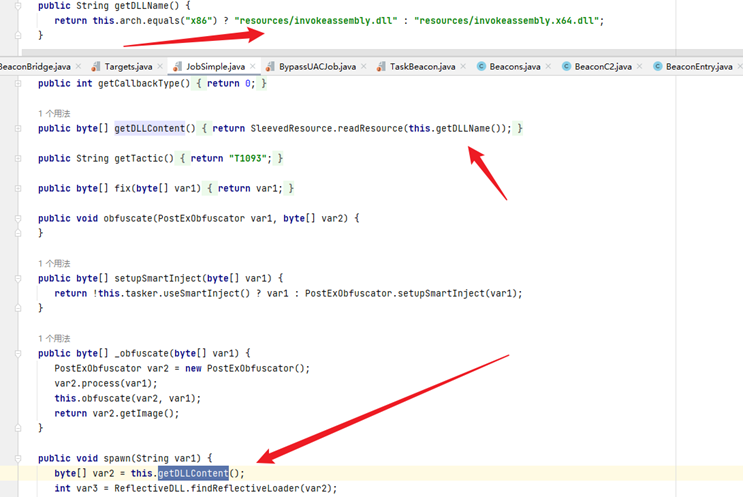 public String getDLLName() {
return this.arch.equals("x86") ? "resources/invokeassembly.dll" : "resources/invokeassembly.x64.dll";
}
BeaconBridge.java × Targets.java × JobSimple.java × BypassUACJob.java × TaskBeacon.java × Beacons.java × BeaconC2.java × BeaconEntry.java ×
public int getCallbackType() { return 0; }
1 个用法
public byte[] getDLLContent() { return SleevedResource.readResource(this.getDLLName()); }
public String getTactic() { return "T1093"; }
public byte[] fix(byte[] var1) { return var1; }
public void obfuscate(PostExObfuscator var1, byte[] var2) {
}
1 个用法
public byte[] setupSmartInject(byte[] var1) {
return !this.tasker.useSmartInject() ? var1 : PostExObfuscator.setupSmartInject(var1);
}
1 个用法
public byte[] _obfuscate(byte[] var1) {
PostExObfuscator var2 = new PostExObfuscator();
var2.process(var1);
this.obfuscate(var2, var1);
return var2.getImage();
}
public void spawn(String var1) {
byte[] var2 = this.getDLLContent();
int var3 = ReflectiveDLL.findReflectiveLoader(var2);